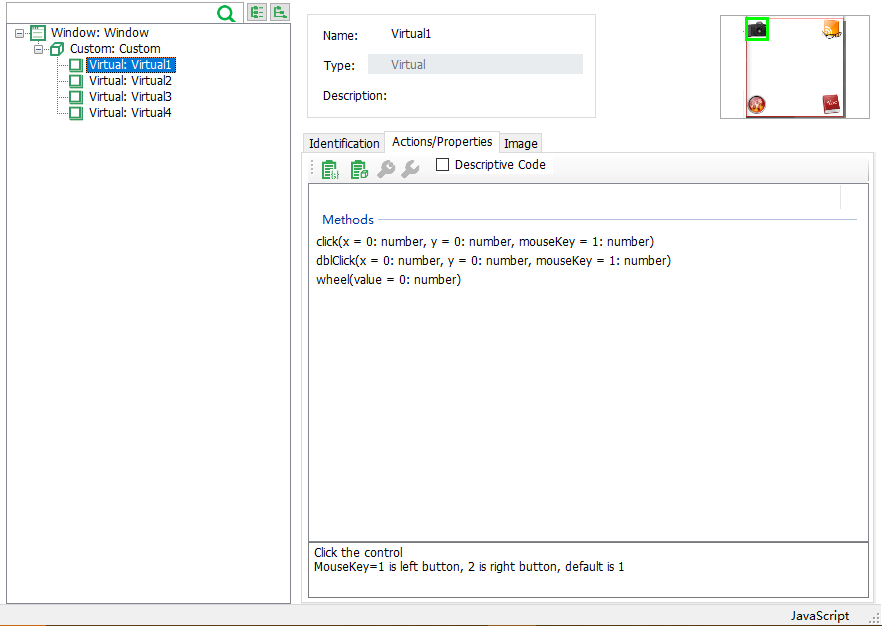 Window: Window
Custom: Custom
Virtual: Virtual1
Virtual: Virtual2
Virtual: Virtual3
Virtual: Virtual4
Name: Virtual1
Type: Virtual
Description:
Identification Actions/Properties Image
Descriptive Code
Methods
click(x = 0: number, y = 0: number, mouseKey = 1: number)
dblClick(x = 0: number, y = 0: number, mouseKey = 1: number)
wheel(value = 0: number)
Click the control
MouseKey=1 is left button, 2 is right button, default is 1
JavaScript